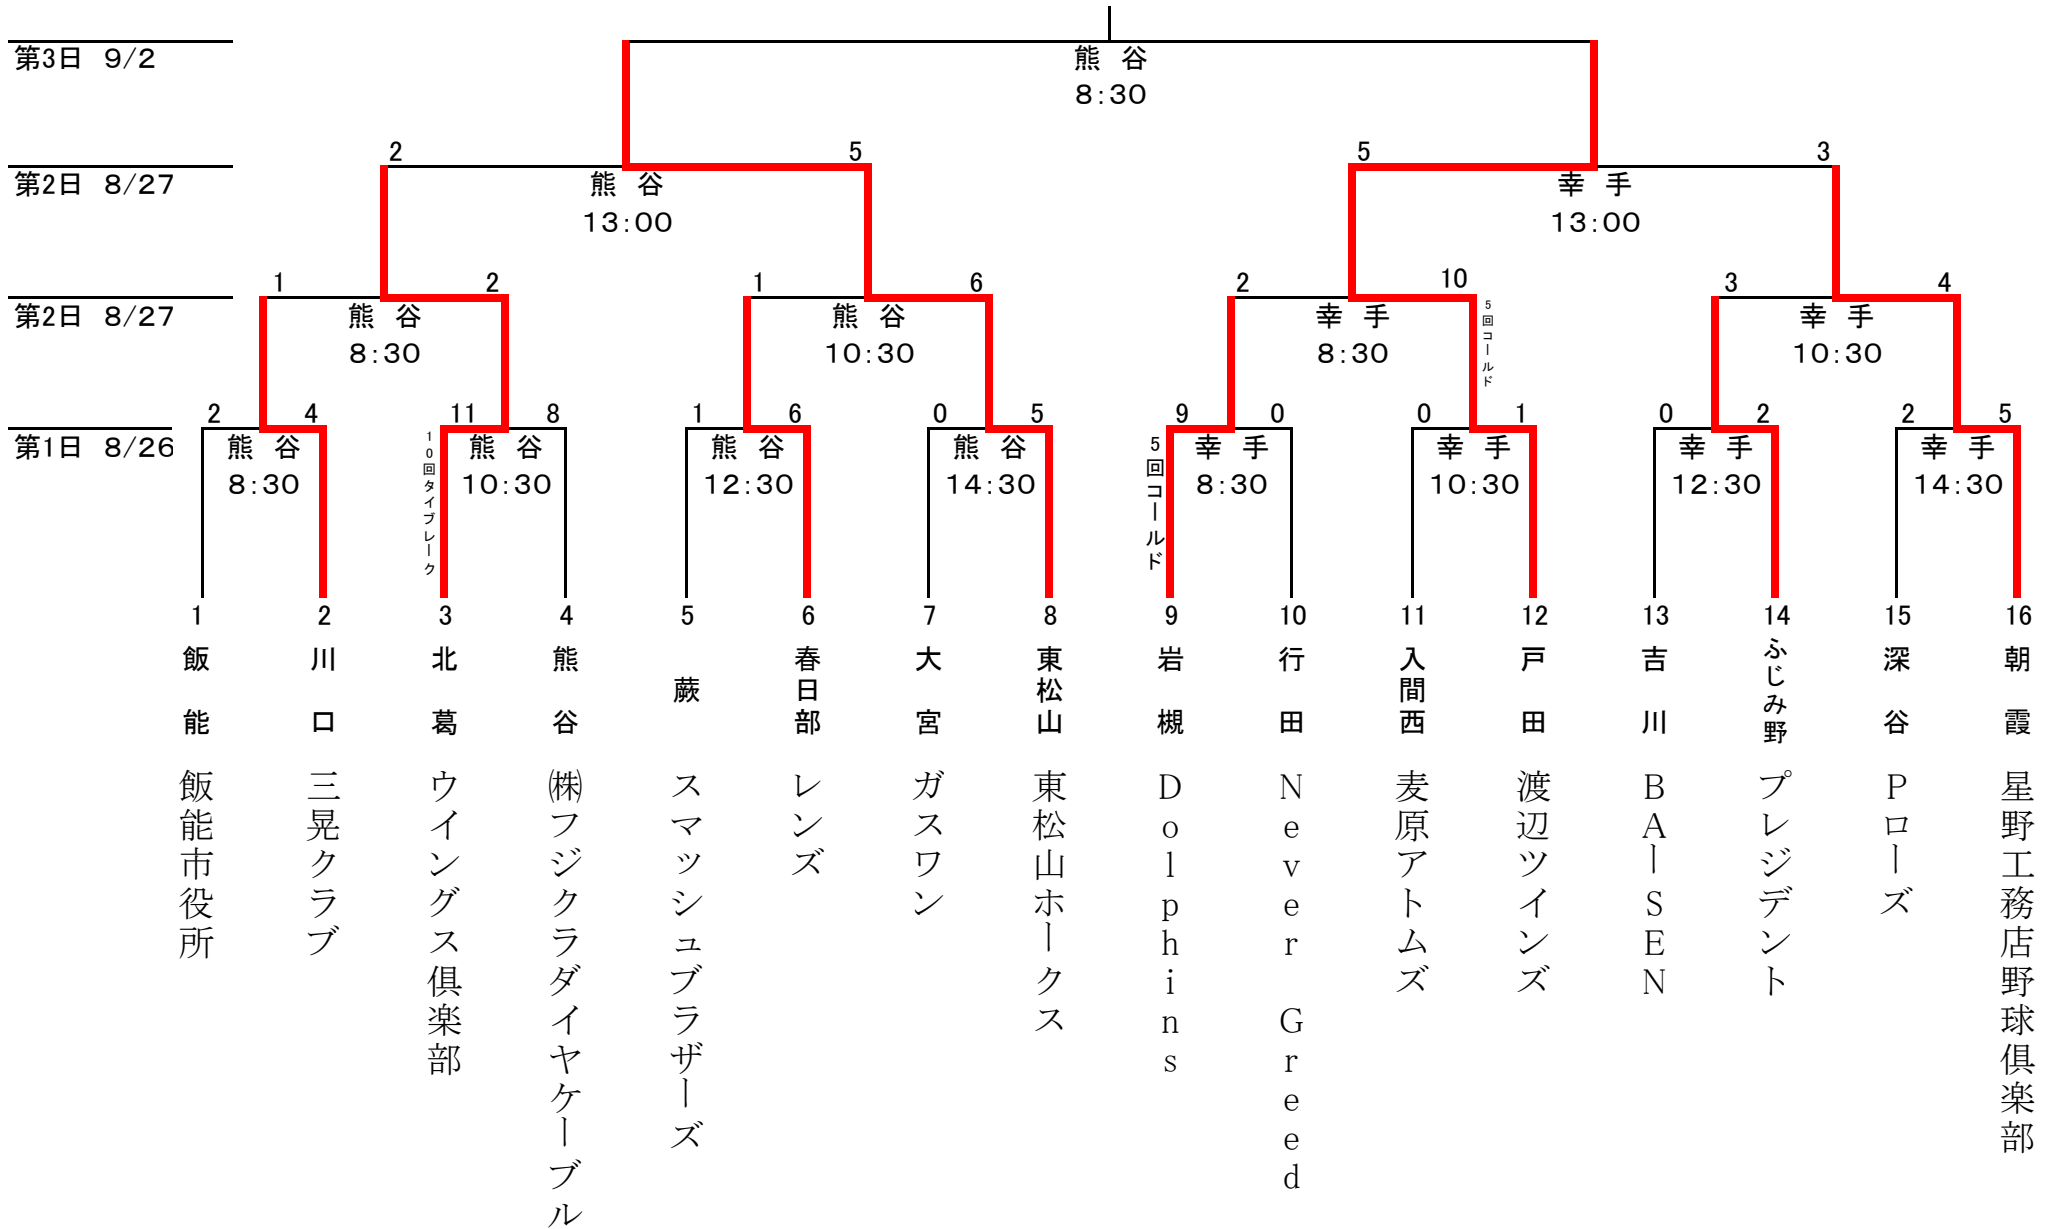 第3日 9/2
熊 谷
8:30
2 5 5 3
第2日 8/27
熊 谷 幸 手
13:00 13:00
1 2 1 6 2 10 3 4
第2日 8/27
熊 谷 熊 谷 幸 手 幸 手
8:30 10:30 8:30 10:30
5回コールド
2 4 11 8 1 6 0 5 9 0 0 1 0 2 2 5
第1日 8/26
熊 谷 熊 谷 熊 谷 熊 谷 幸 手 幸 手 幸 手 幸 手
8:30 10:30 12:30 14:30 8:30 10:30 12:30 14:30
10回タイブレーク
5回コールド
1 2 3 4 5 6 7 8 9 10 11 12 13 14 15 16
飯 能
川 口
北 葛
熊 谷
蕨
春日部
大 宮
東松山
岩 槻
行 田
入間西
戸 田
吉 川
ふじみ野
深 谷
朝 霞
飯能市役所
三晃クラブ
ウイングス倶楽部
㈱フジクラダイヤケーブル
スマッシュブラザーズ
レンズ
ガスワン
東松山ホークス
Dolphins
Never Greed
麦原アトムズ
渡辺ツインズ
BAーSEN
プレジデント
Pローズ
星野工務店野球倶楽部